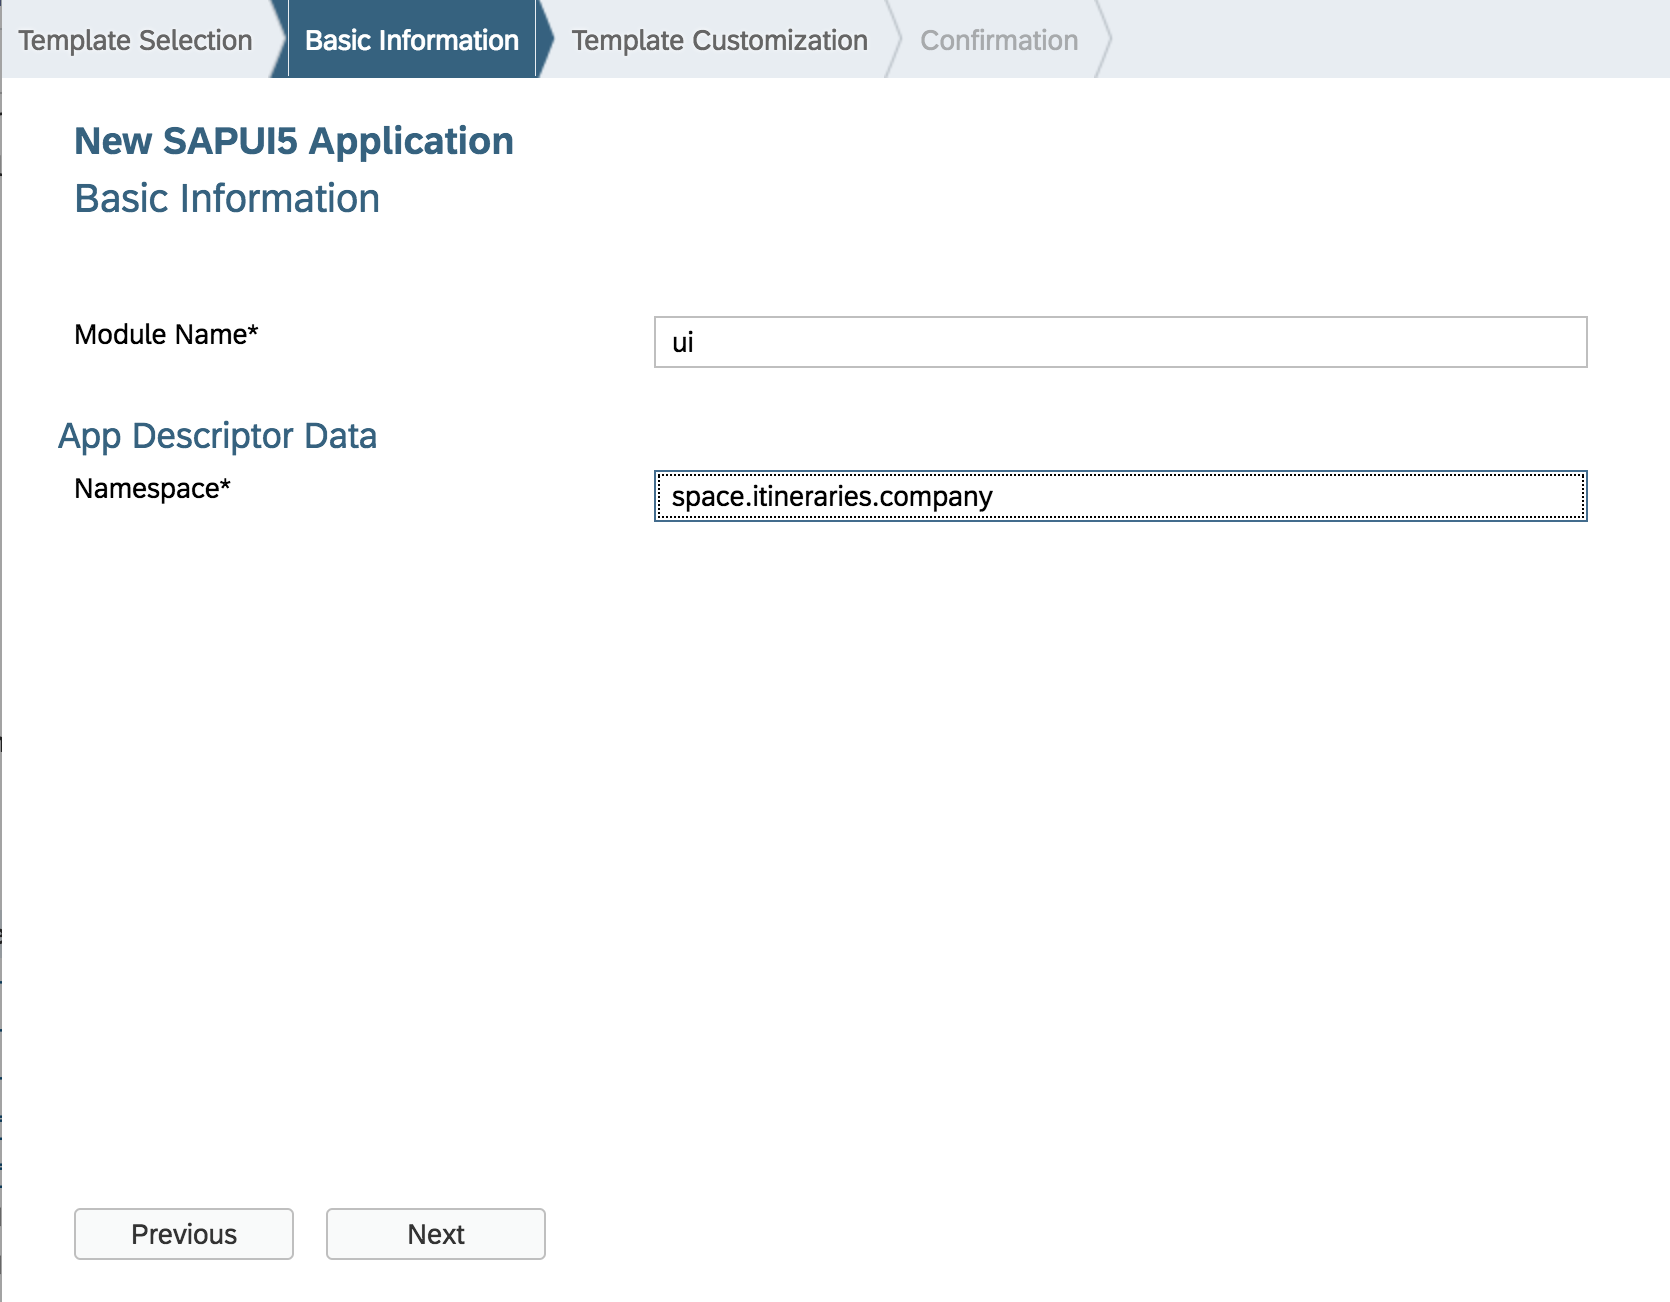 Template Selection
Basic Information
Template Customization
Confirmation
New SAPUI5 Application
Basic Information
Module Name*
ui
App Descriptor Data
Namespace*
space.itineraries.company
Previous
Next